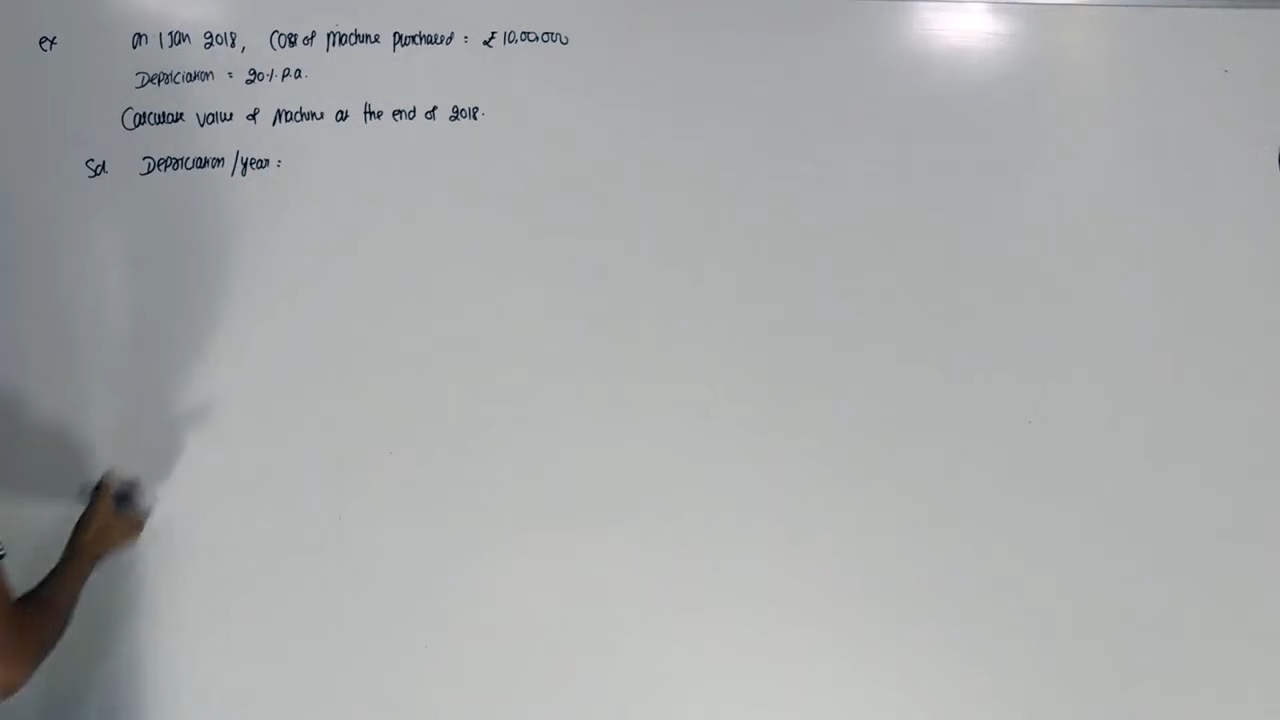 ex on 1 Jan 2018, Cost of Machine purchased = ₹ 10,00,000
Depriciation = 20% p.a.
Calculate value of Machine at the end of 2018.
Sol. Depriciation /year =